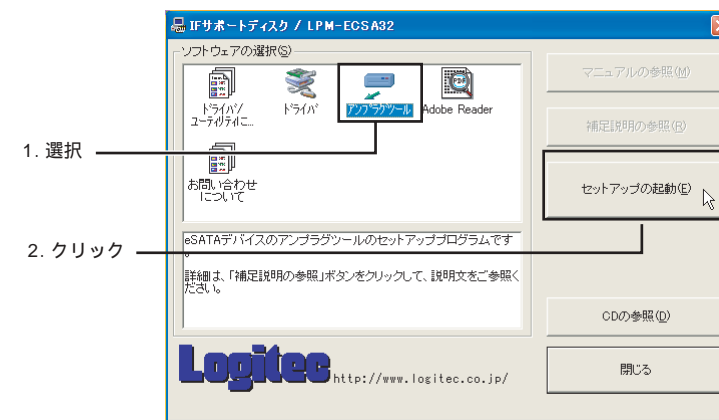 IFサポートディスク / LPM-ECSA32
ソフトウェアの選択(S)
ドライバ/
ユーティリティに...
ドライバ
アンプラグツール
Adobe Reader
お問い合わせ
について
1. 選択
2. クリック
eSATAデバイスのアンプラグツールのセットアッププログラムです
。
詳細は、「補足説明の参照」ボタンをクリックして、説明文をご参照く
ださい。
マニュアルの参照(M)
補足説明の参照(R)
セットアップの起動(E)
CDの参照(D)
閉じる
Logitec
http://www.logitec.co.jp/